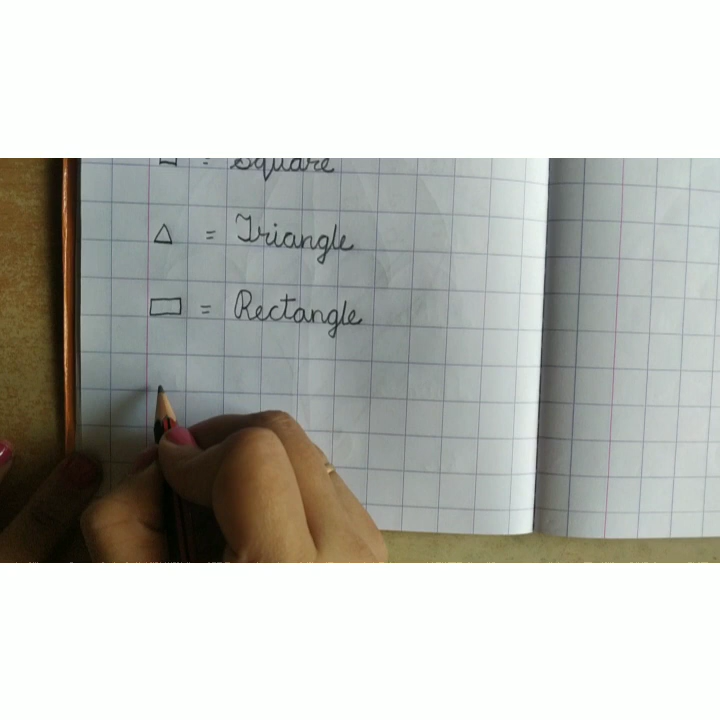 □ = Square
△ = Triangle
▭ = Rectangle